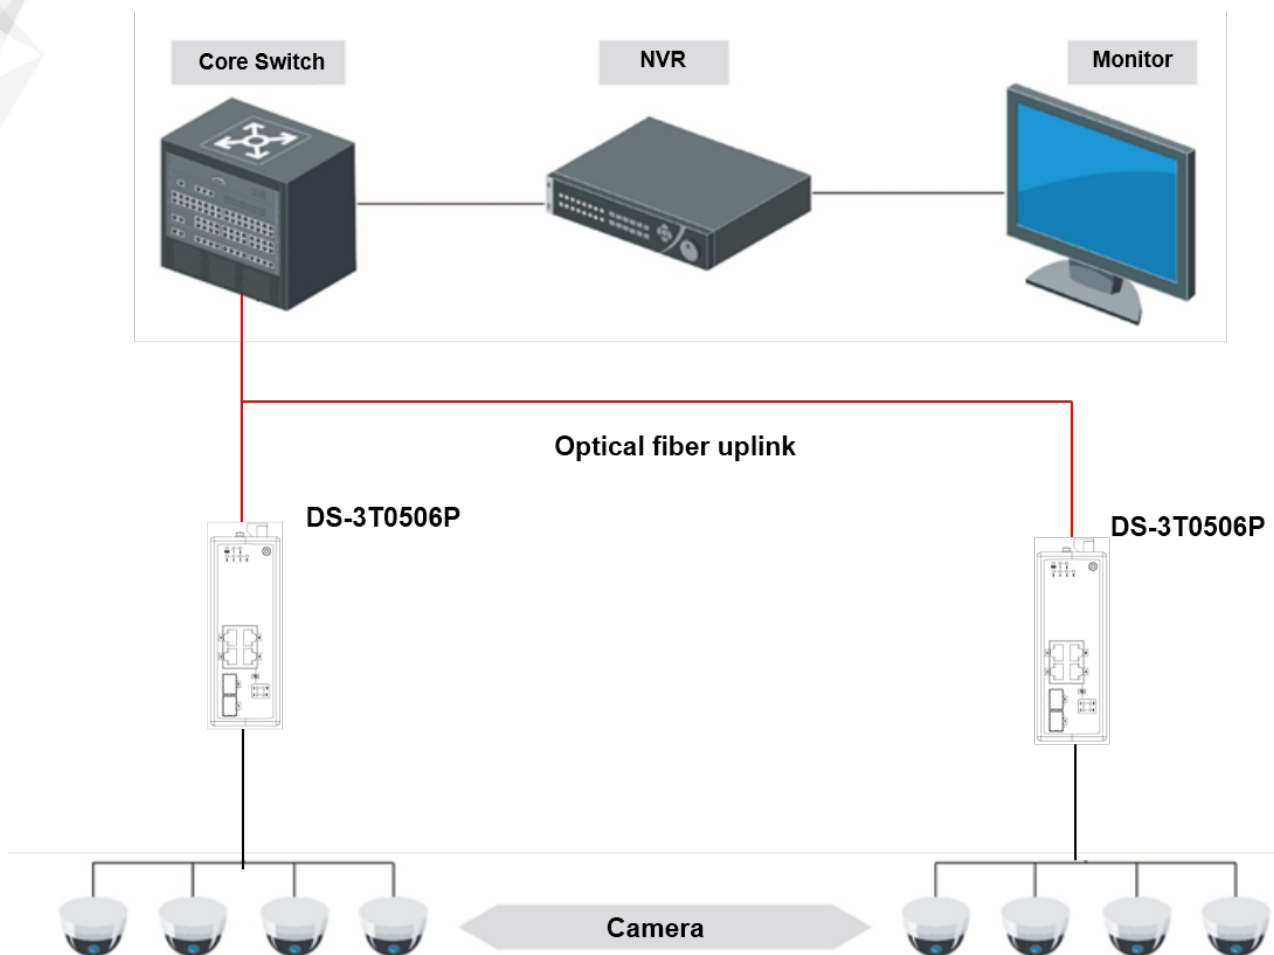 Core Switch
NVR
Monitor
Optical fiber uplink
DS-3T0506P
DS-3T0506P
Camera